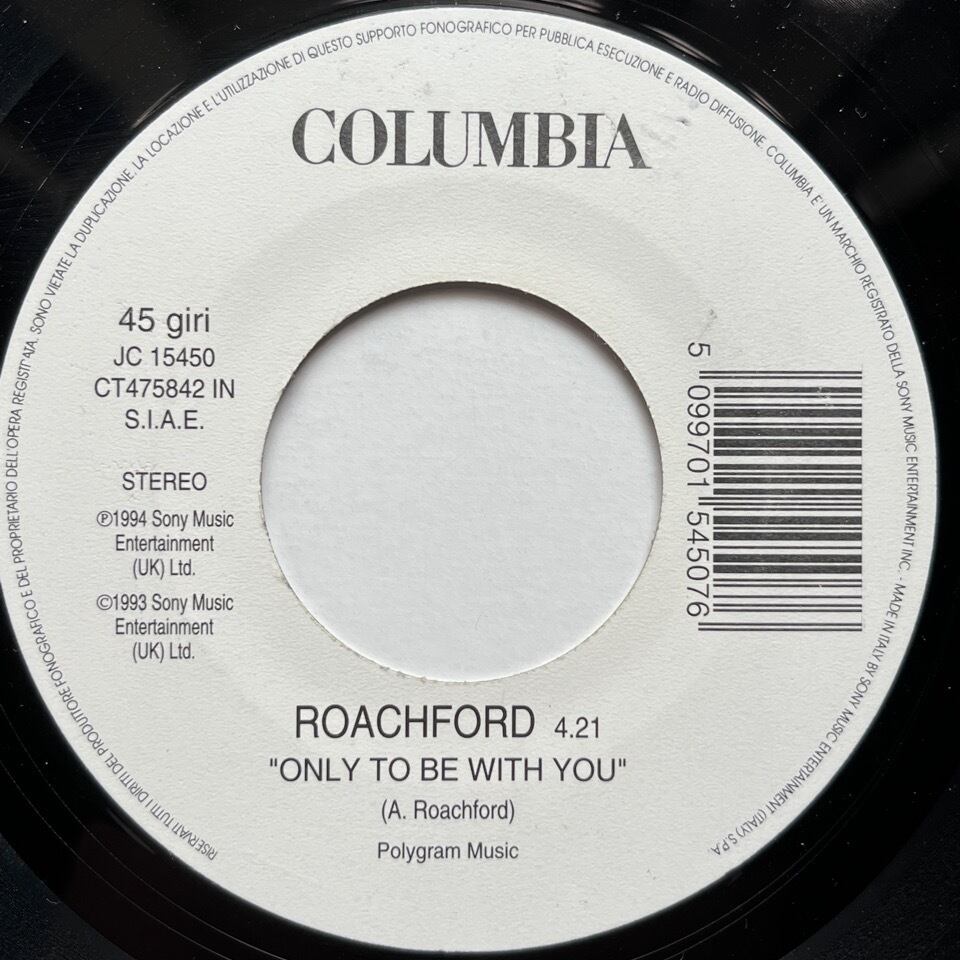 RISERVATI TUTTI I DIRITTI DEL PRODUTTORE FONOGRAFICO E DEL PROPRIETARIO DELL'OPERA REGISTRATA. SONO VIETATE LA DUPLICAZIONE, LA LOCAZIONE E L'UTILIZZAZIONE DI QUESTO SUPPORTO FONOGRAFICO PER PUBBLICA ESECUZIONE E RADIO DIFFUSIONE. COLUMBIA E' UN MARCHIO REGISTRATO DELLA SONY MUSIC ENTERTAINMENT INC. - MADE IN ITALY BY SONY MUSIC ENTERTAINMENT (ITALY) S.P.A.
COLUMBIA
45 giri
JC 15450
CT475842 IN
S.I.A.E.
STEREO
℗1994 Sony Music
Entertainment
(UK) Ltd.
©1993 Sony Music
Entertainment
(UK) Ltd.
5 099701 545076
ROACHFORD 4.21
"ONLY TO BE WITH YOU"
(A. Roachford)
Polygram Music